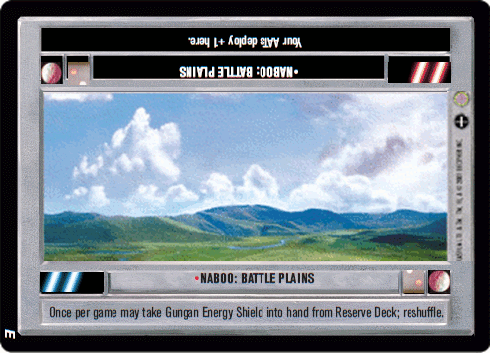 Your AATs deploy +1 here.
•NABOO: BATTLE PLAINS
•NABOO: BATTLE PLAINS
Once per game may take Gungan Energy Shield into hand from Reserve Deck; reshuffle.
E